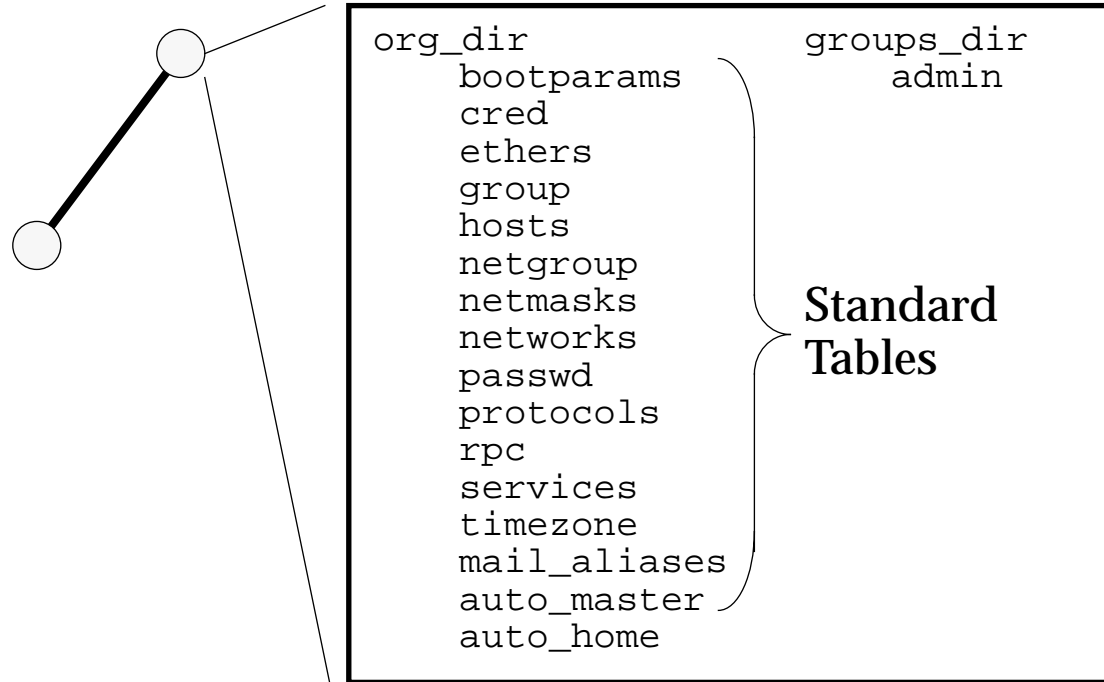 org_dir
bootparams
cred
ethers
group
hosts
netgroup
netmasks
networks
passwd
protocols
rpc
services
timezone
mail_aliases
auto_master
auto_home
groups_dir
admin
Standard
Tables